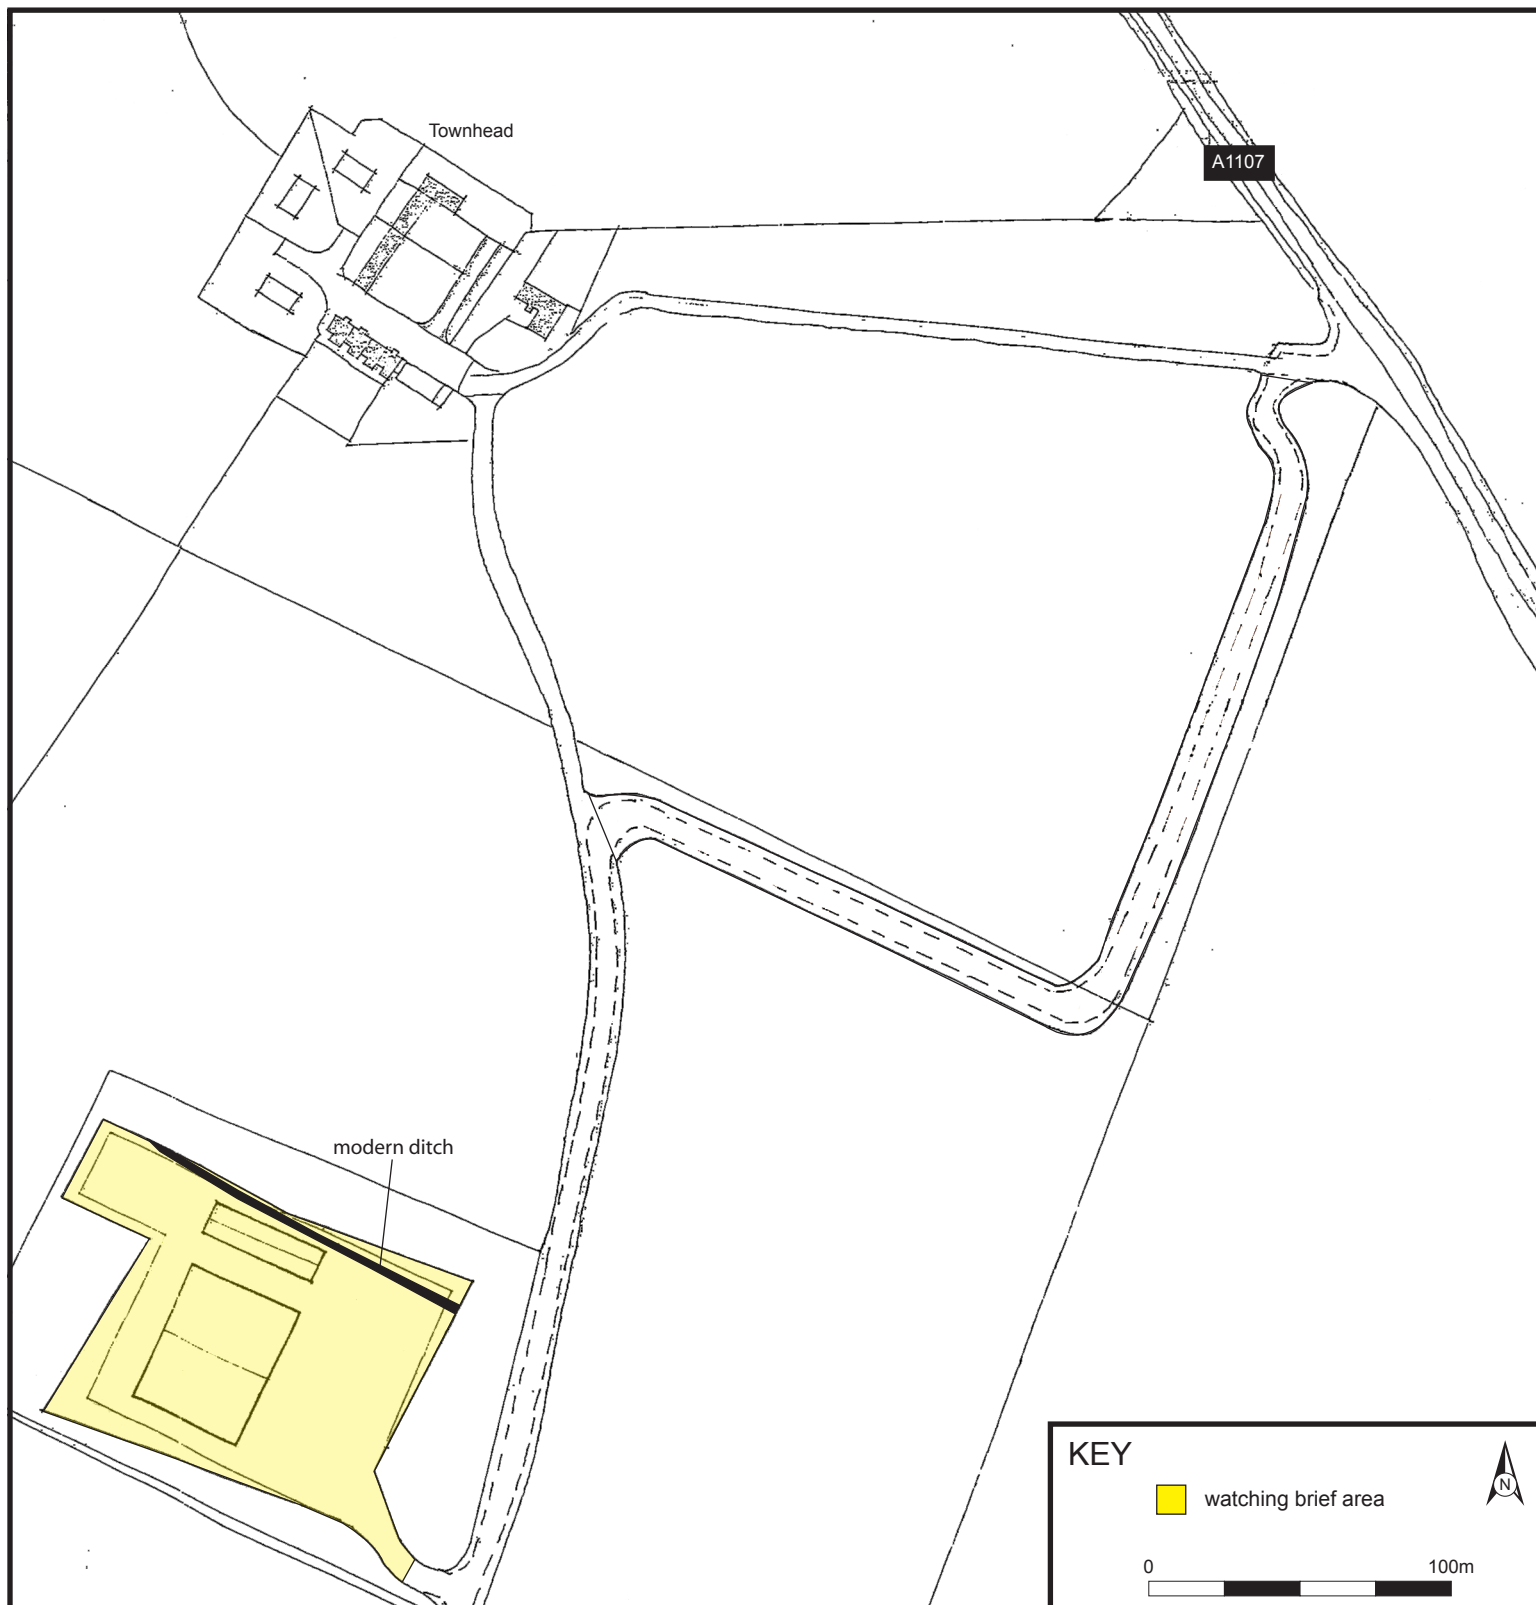 Townhead
A1107
modern ditch
KEY
N
watching brief area
0 100m